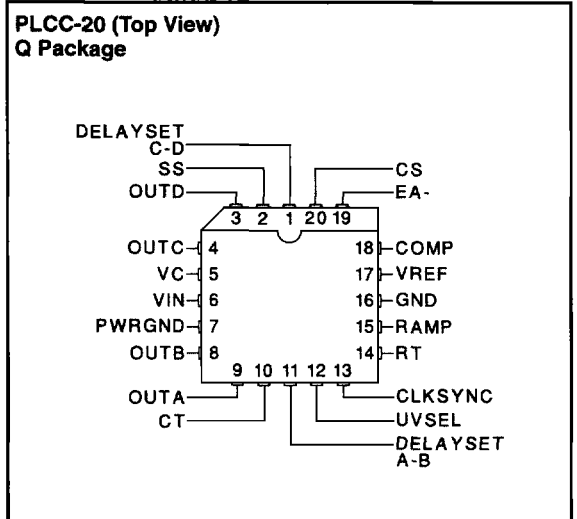 PLCC-20 (Top View)
Q Package
DELAYSET
C-D
SS
OUTD
CS
EA-
3 2 1 20 19
OUTC 4
VC 5
VIN 6
PWRGND 7
OUTB 8
18 COMP
17 VREF
16 GND
15 RAMP
14 RT
9 10 11 12 13
OUTA
CT
CLKSYNC
UVSEL
DELAYSET
A-B